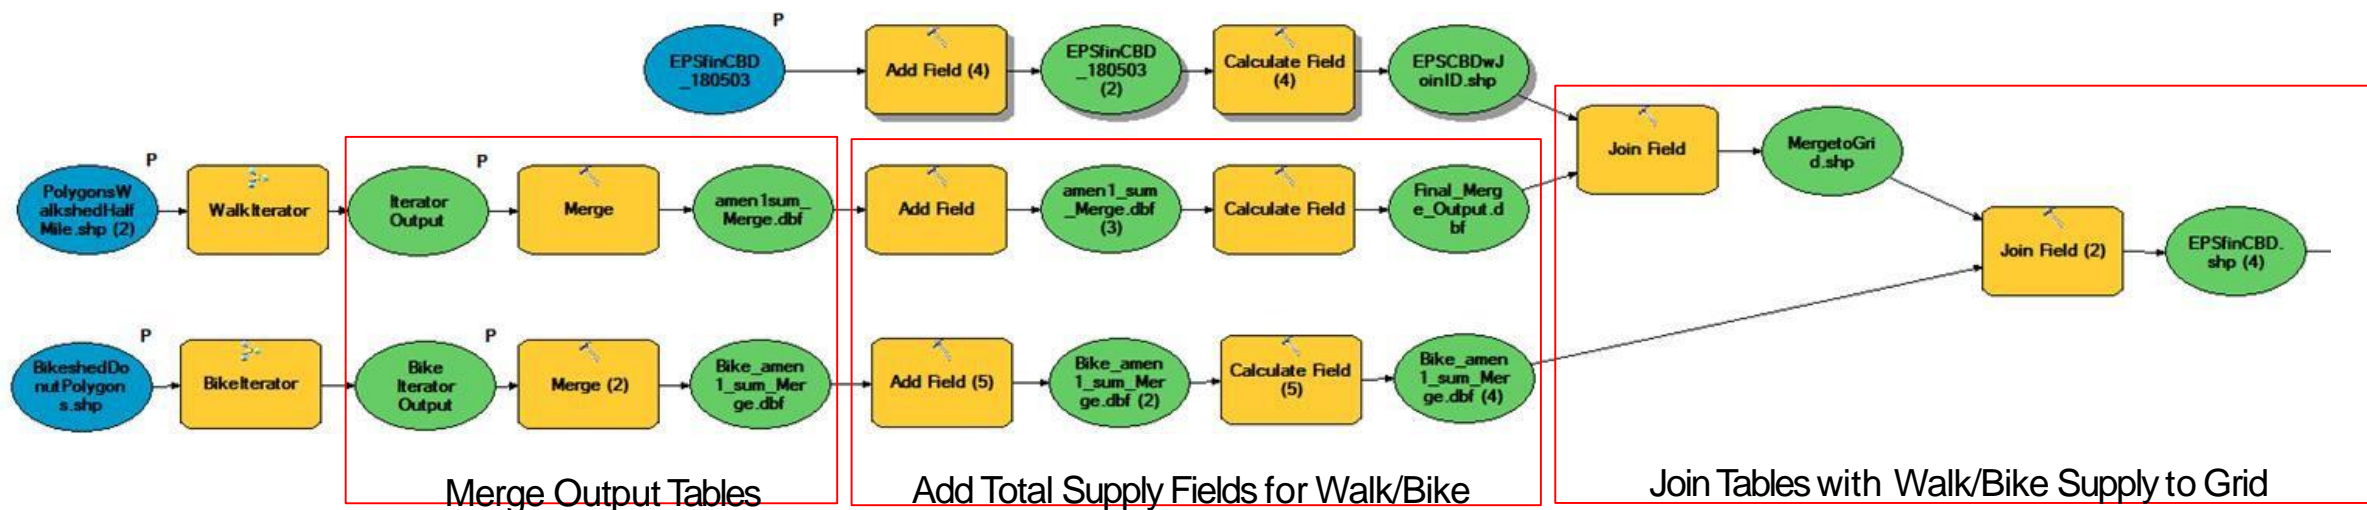 P
EPSfinCBD
_180503
Add Field (4)
EPSfinCBD
_180503
(2)
Calculate Field
(4)
EPSCBDwJ
oinID.shp
P
PolygonsW
alkshedHalf
Mile.shp (2)
WalkIterator
P
Iterator
Output
Merge
amen1sum_
Merge.dbf
Add Field
amen1_sum
_Merge.dbf
(3)
Calculate Field
Final_Merg
e_Output.d
bf
Join Field
MergetoGri
d.shp
Join Field (2)
EPSfinCBD.
shp (4)
P
BikeshedDo
nutPolygon
s.shp
BikeIterator
P
Bike
Iterator
Output
Merge (2)
Bike_amen
1_sum_Mer
ge.dbf
Add Field (5)
Bike_amen
1_sum_Mer
ge.dbf (2)
Calculate Field
(5)
Bike_amen
1_sum_Mer
ge.dbf (4)
Merge Output Tables
Add Total Supply Fields for Walk/Bike
Join Tables with Walk/Bike Supply to Grid